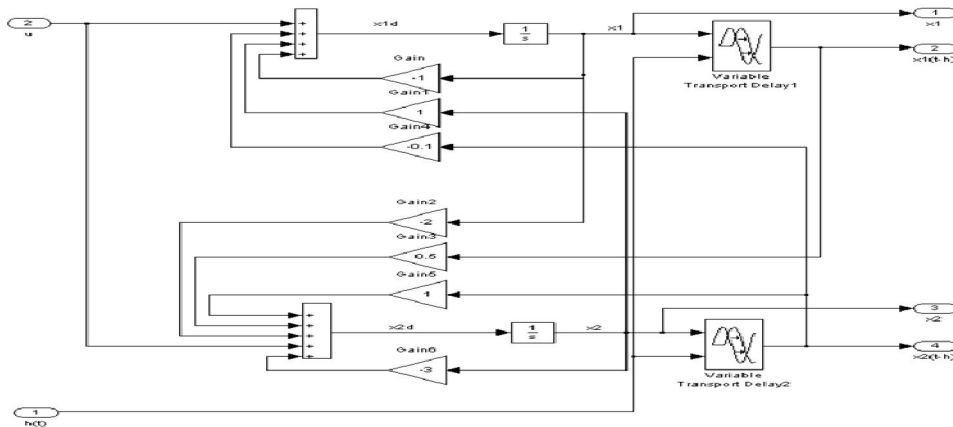 2
u
+
+
+
+
x1d
1
s
x1
1
x1
2
x1(t-h)
Variable
Transport Delay1
Gain
-1
Gain1
1
Gain4
-0.1
Gain2
-2
Gain3
0.5
Gain5
1
+
+
+
+
+
x2d
1
s
x2
3
x2
4
x2(t-h)
Variable
Transport Delay2
Gain6
-3
1
h(t)